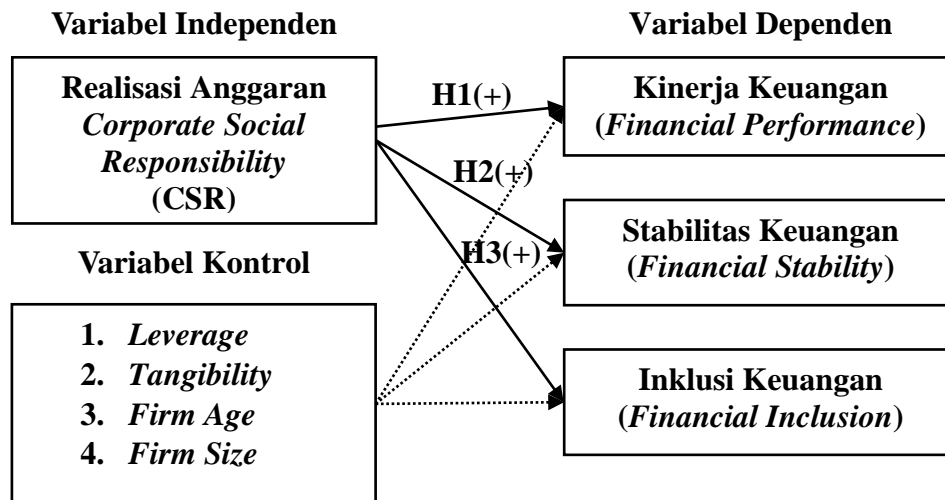 Variabel Independen
Realisasi Anggaran
Corporate Social
Responsibility
(CSR)
Variabel Kontrol
1. Leverage
2. Tangibility
3. Firm Age
4. Firm Size
H1(+)
H2(+)
H3(+)
Variabel Dependen
Kinerja Keuangan
(Financial Performance)
Stabilitas Keuangan
(Financial Stability)
Inklusi Keuangan
(Financial Inclusion)